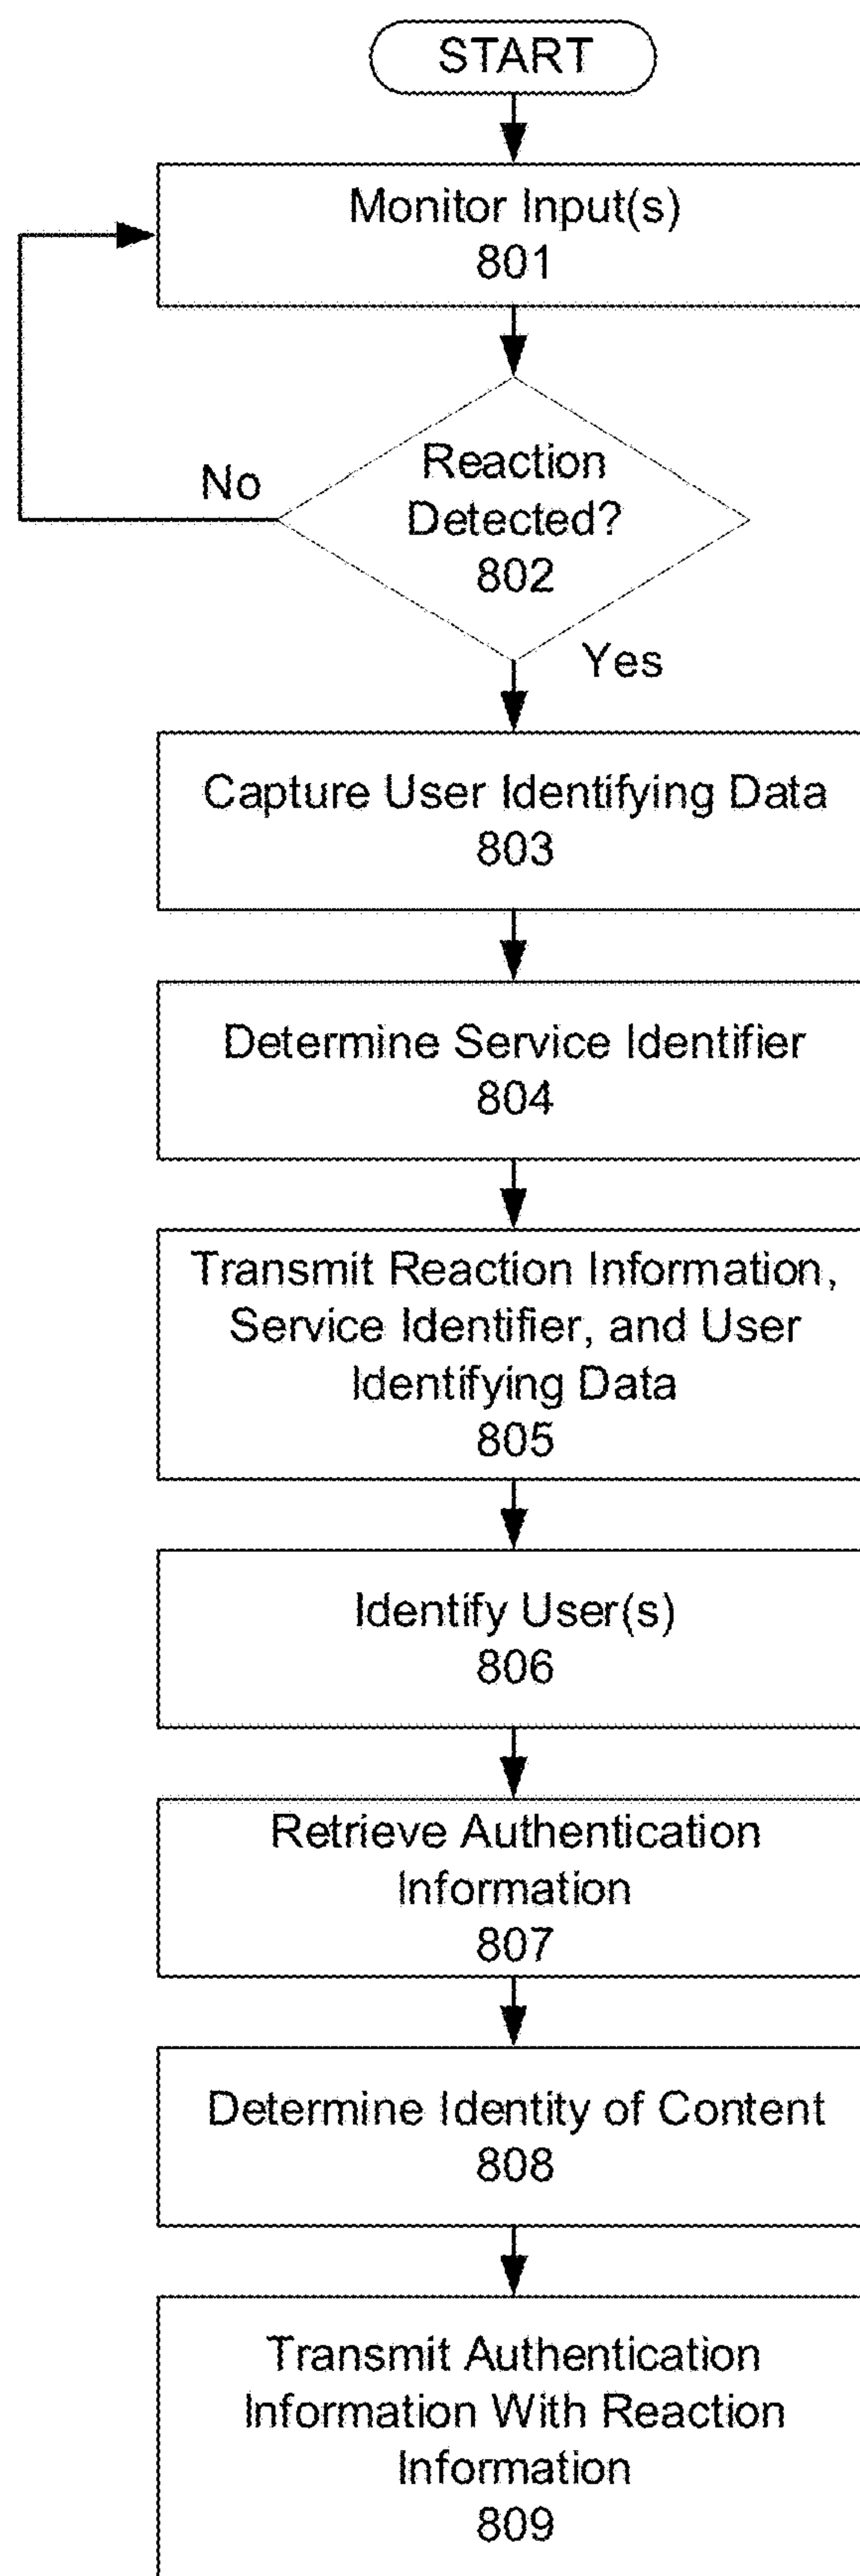 START
Monitor Input(s)
801
Reaction
Detected?
802
No
Yes
Capture User Identifying Data
803
Determine Service Identifier
804
Transmit Reaction Information,
Service Identifier, and User
Identifying Data
805
Identify User(s)
806
Retrieve Authentication
Information
807
Determine Identity of Content
808
Transmit Authentication
Information With Reaction
Information
809